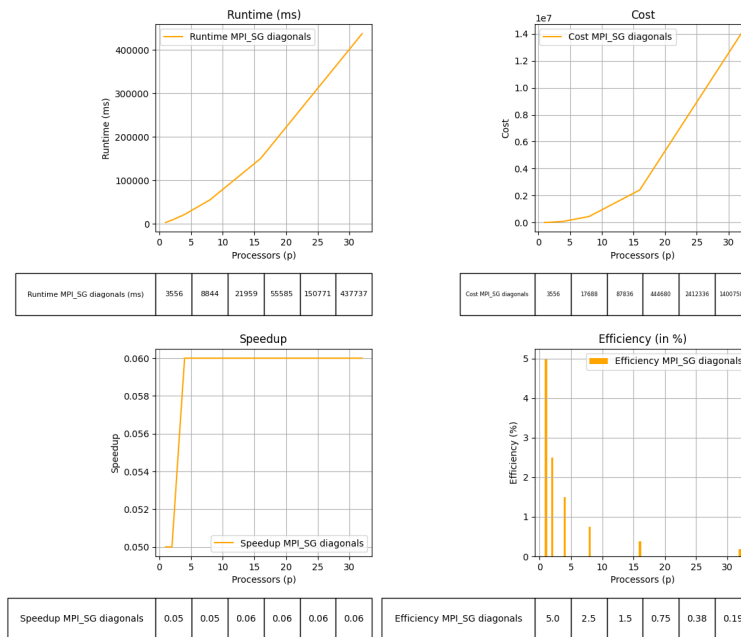 Runtime (ms)
Runtime MPI_SG diagonals
Runtime (ms)
400000
300000
200000
100000
0
0 5 10 15 20 25 30
Processors (p)
Runtime MPI_SG diagonals (ms) 3556 8844 21959 55585 150771 437737
Cost
1e7
Cost MPI_SG diagonals
Cost
1.4
1.2
1.0
0.8
0.6
0.4
0.2
0.0
0 5 10 15 20 25 30
Processors (p)
Cost MPI_SG diagonals 3556 17688 87836 444680 2412336
Speedup
Speedup
0.060
0.058
0.056
0.054
0.052
0.050
Speedup MPI_SG diagonals
0 5 10 15 20 25 30
Processors (p)
Speedup MPI_SG diagonals 0.05 0.05 0.06 0.06 0.06 0.06
Efficiency (in %)
Efficiency MPI_SG diagonals
Efficiency (%)
5
4
3
2
1
0
0 5 10 15 20 25 30
Processors (p)
Efficiency MPI_SG diagonals 5.0 2.5 1.5 0.75 0.38 0.19